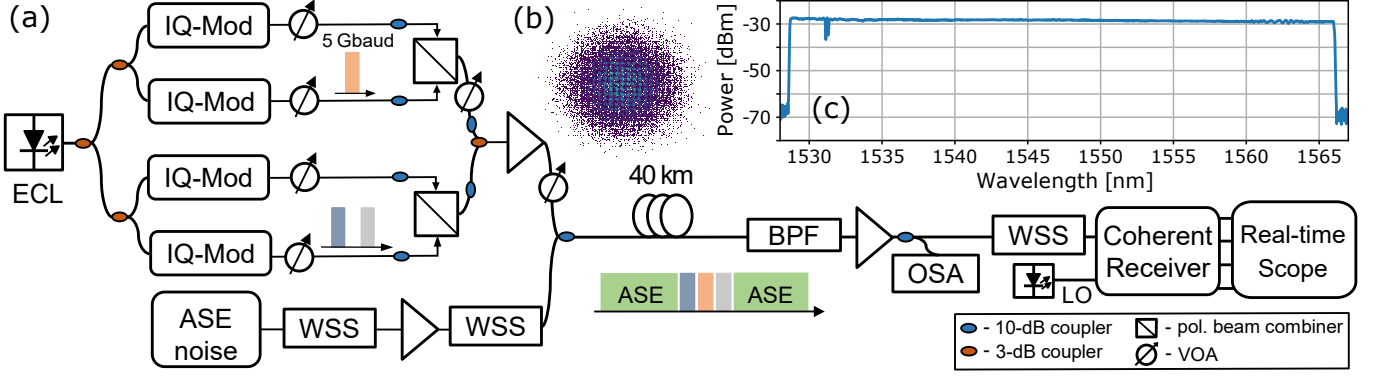 (a)
IQ-Mod
5 Gbaud
IQ-Mod
ECL
IQ-Mod
IQ-Mod
ASE
noise
WSS
WSS
(b)
40 km
ASE
ASE
BPF
OSA
WSS
LO
Coherent
Receiver
Real-time
Scope
(c)
Power [dBm]
-30
-50
-70
1530
1535
1540
1545
1550
1555
1560
1565
Wavelength [nm]
- 10-dB coupler
- 3-dB coupler
- pol. beam combiner
- VOA